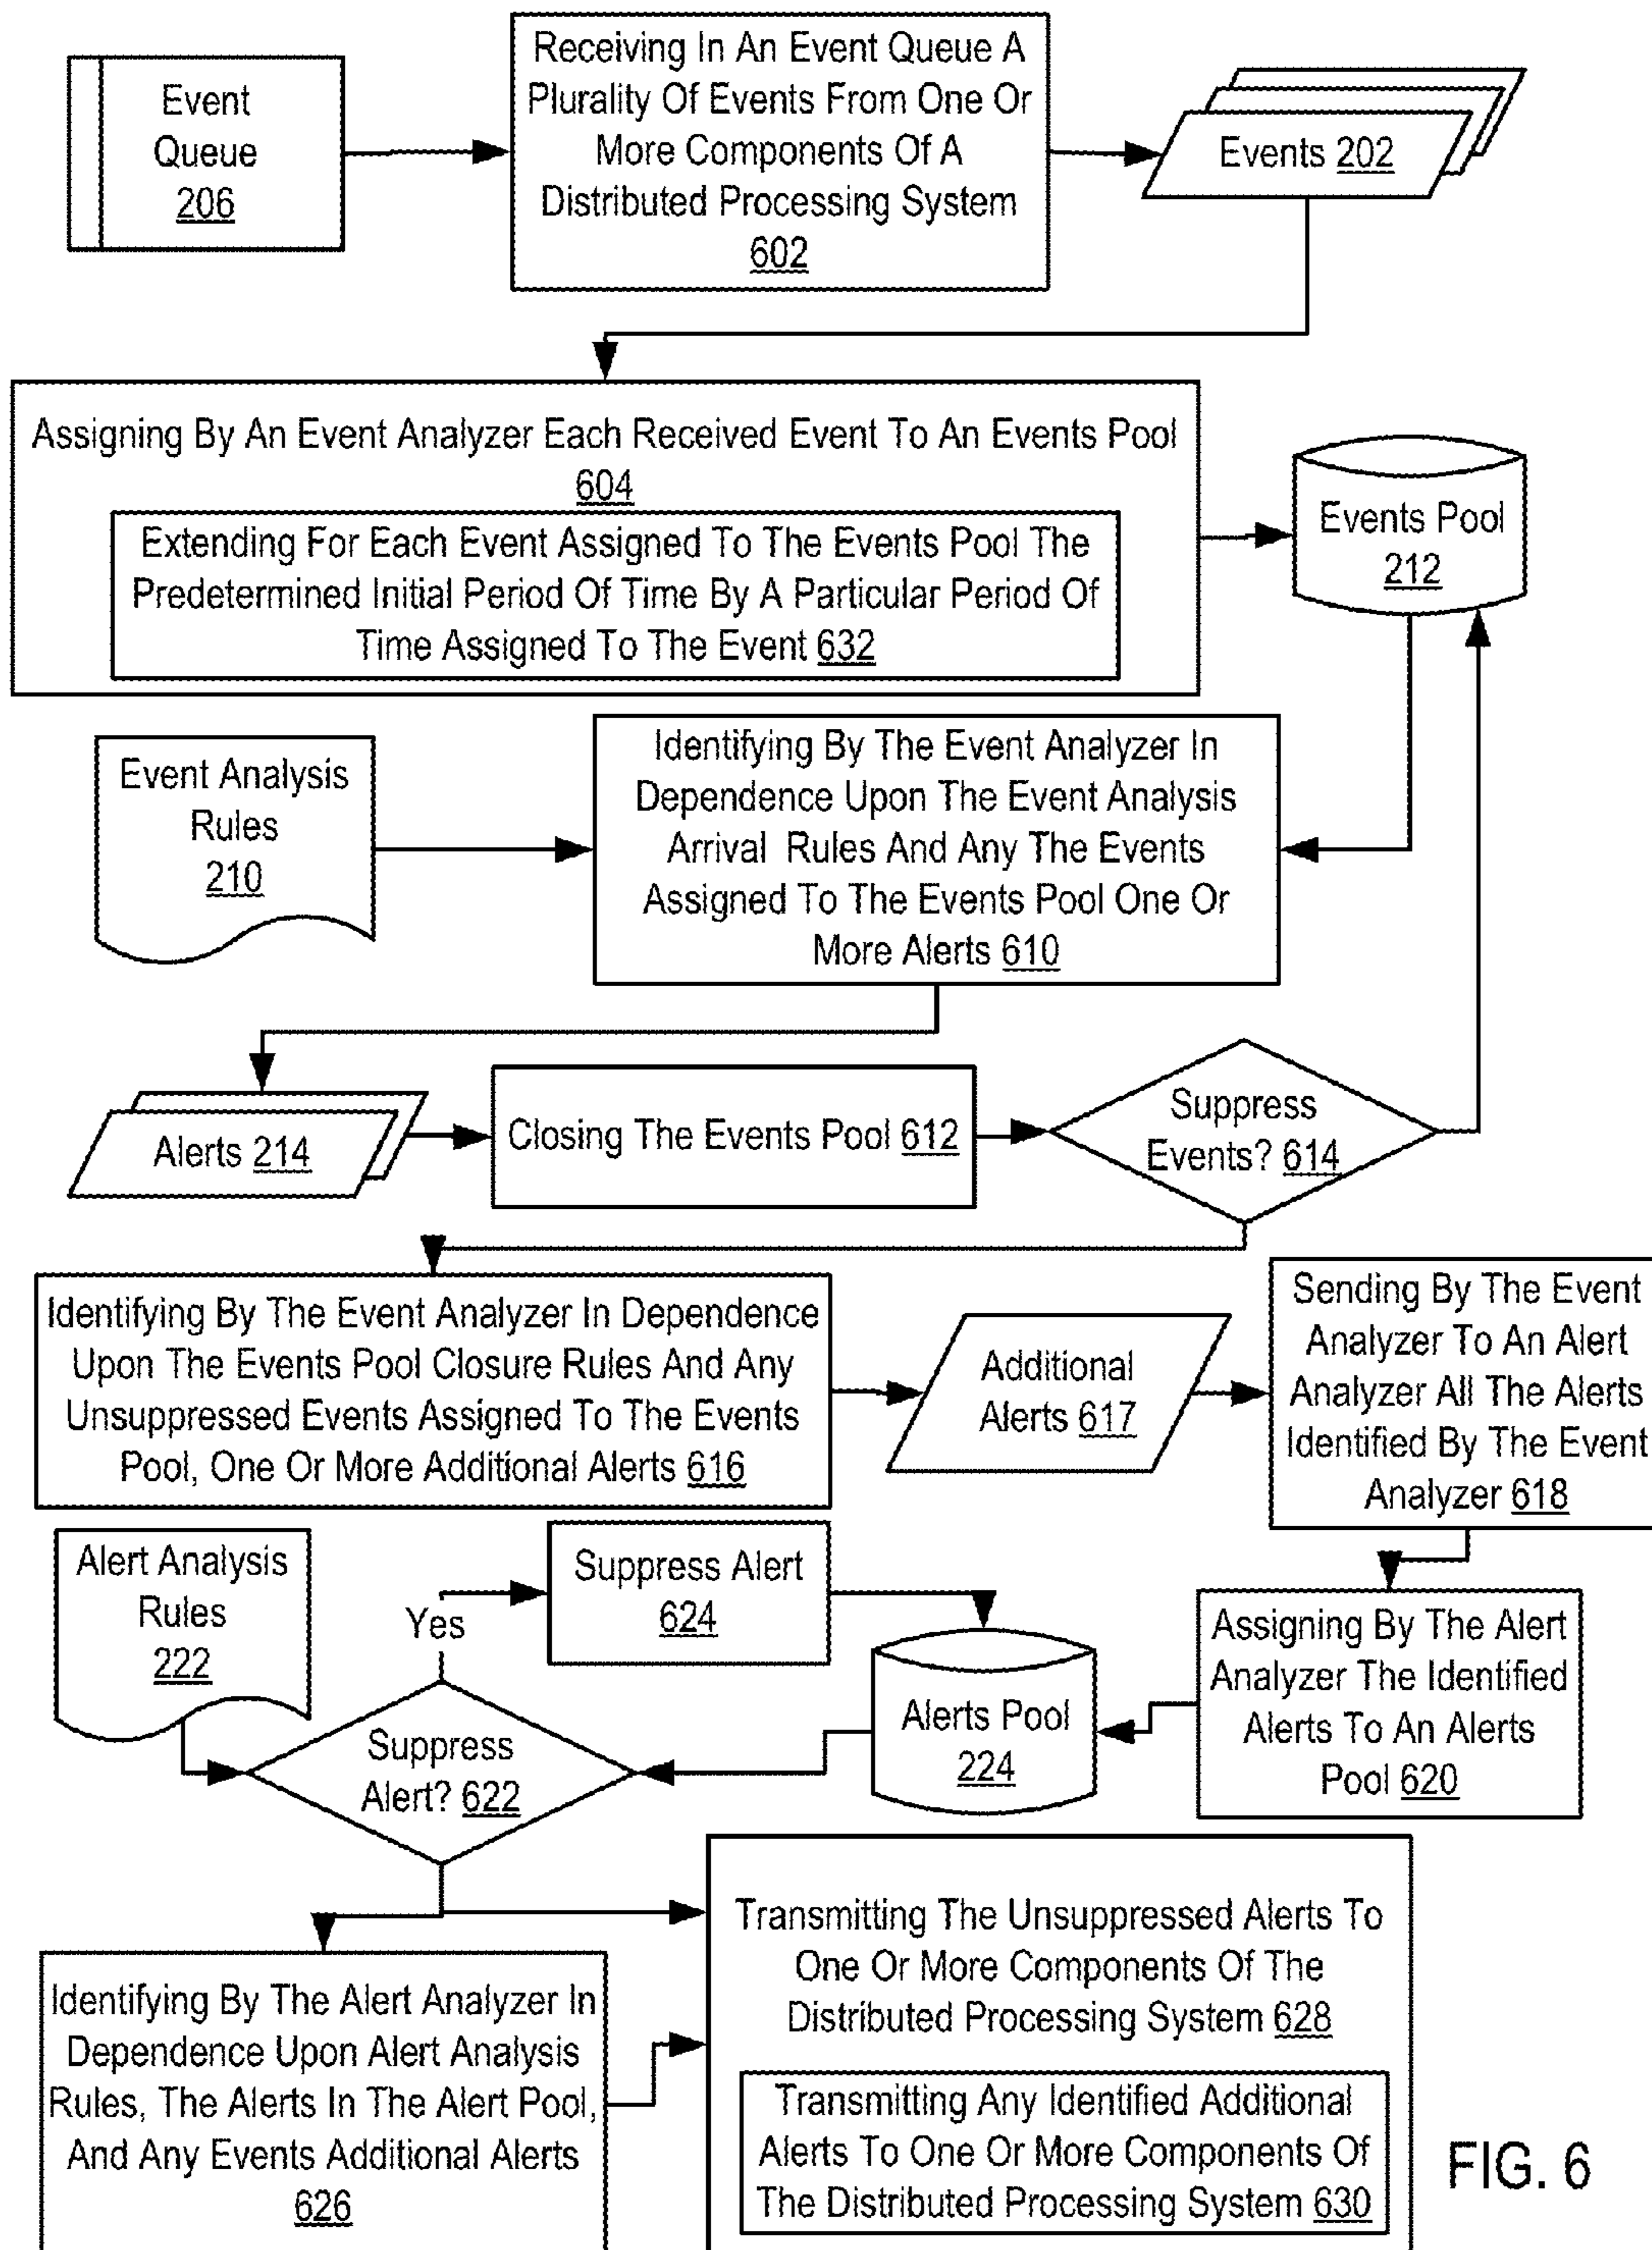 Event
Queue
206
Receiving In An Event Queue A
Plurality Of Events From One Or
More Components Of A
Distributed Processing System
602
Events 202
Assigning By An Event Analyzer Each Received Event To An Events Pool
604
Extending For Each Event Assigned To The Events Pool The
Predetermined Initial Period Of Time By A Particular Period Of
Time Assigned To The Event 632
Events Pool
212
Event Analysis
Rules
210
Identifying By The Event Analyzer In
Dependence Upon The Event Analysis
Arrival Rules And Any The Events
Assigned To The Events Pool One Or
More Alerts 610
Alerts 214
Closing The Events Pool 612
Suppress
Events? 614
Identifying By The Event Analyzer In Dependence
Upon The Events Pool Closure Rules And Any
Unsuppressed Events Assigned To The Events
Pool, One Or More Additional Alerts 616
Additional
Alerts 617
Sending By The Event
Analyzer To An Alert
Analyzer All The Alerts
Identified By The Event
Analyzer 618
Alert Analysis
Rules
222
Yes
Suppress Alert
624
Alerts Pool
224
Assigning By The Alert
Analyzer The Identified
Alerts To An Alerts
Pool 620
Suppress
Alert? 622
Identifying By The Alert Analyzer In
Dependence Upon Alert Analysis
Rules, The Alerts In The Alert Pool,
And Any Events Additional Alerts
626
Transmitting The Unsuppressed Alerts To
One Or More Components Of The
Distributed Processing System 628
Transmitting Any Identified Additional
Alerts To One Or More Components Of
The Distributed Processing System 630
FIG. 6